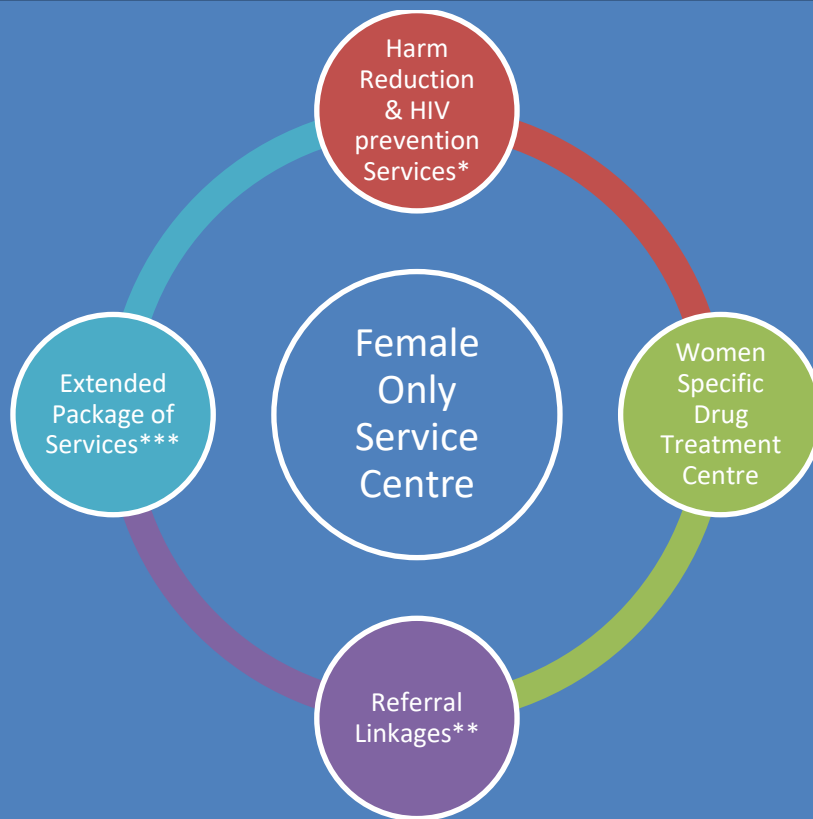 Harm
Reduction
& HIV
prevention
Services*
Female
Only
Service
Centre
Women
Specific
Drug
Treatment
Centre
Extended
Package of
Services***
Referral
Linkages**